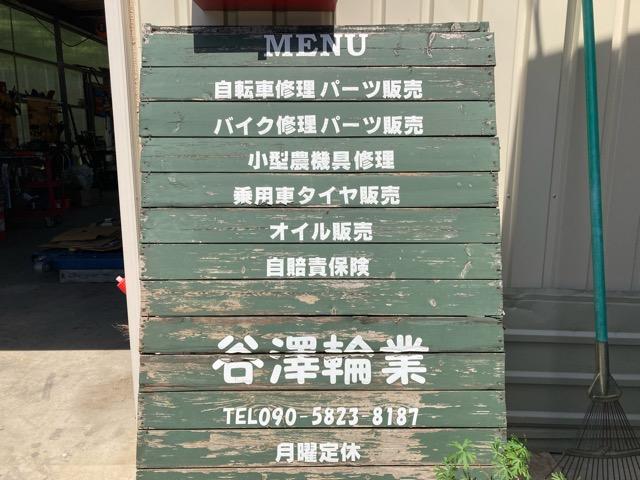 MENU
自転車修理 パーツ販売
バイク修理 パーツ販売
小型農機具修理
乗用車タイヤ販売
オイル販売
自賠責保険
谷澤輪業
TEL090-5823-8187
月曜定休